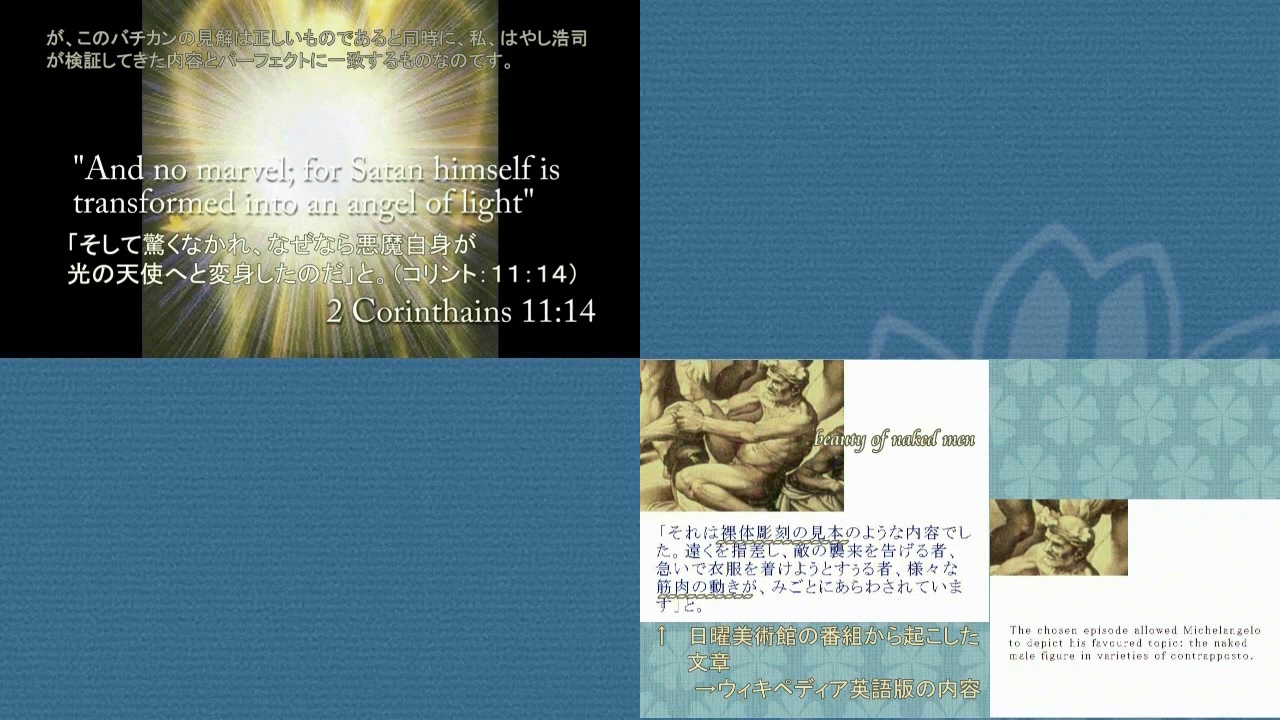 が、このバチカンの見解は正しいものであると同時に、私、はやし浩司
が検証してきた内容とパーフェクトに一致するものなのです。
"And no marvel; for Satan himself is
transformed into an angel of light"
「そして驚くなかれ、なぜなら悪魔自身が
光の天使へと変身したのだ」と。（コリント：１１：１４）
2 Corinthains 11:14
beauty of naked men
「それは裸体彫刻の見本のような内容でし
た。遠くを指差し、敵の襲来を告げる者、
急いで衣服を着けようとすぅる者、様々な
筋肉の動きが、みごとにあらわされていま
す」と。
↑　日曜美術館の番組から起こした
文章
→ウィキペディア英語版の内容
The chosen episode allowed Michelangelo
to depict his favoured topic: the naked
male figure in varieties of contrapposto.